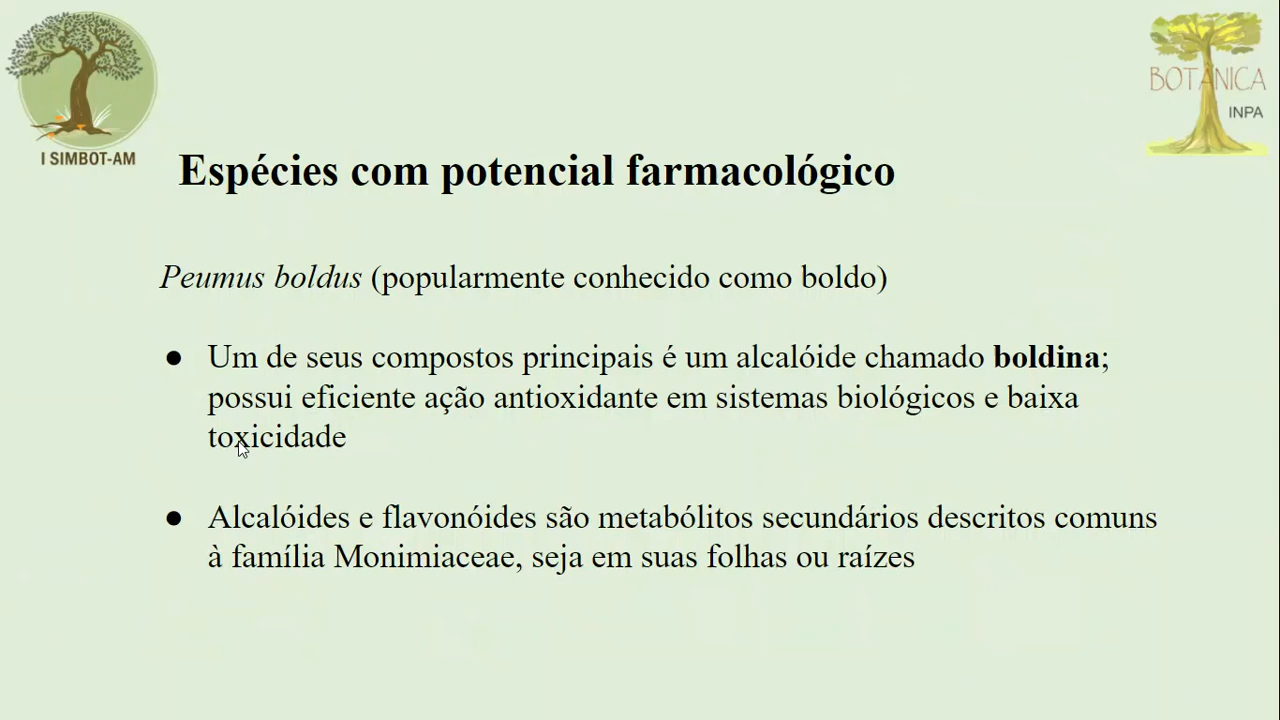 I SIMBOT-AM
BOTÂNICA
INPA
Espécies com potencial farmacológico
Peumus boldus (popularmente conhecido como boldo)
● Um de seus compostos principais é um alcalóide chamado boldina;
possui eficiente ação antioxidante em sistemas biológicos e baixa
toxicidade
● Alcalóides e flavonóides são metabólitos secundários descritos comuns
à família Monimiaceae, seja em suas folhas ou raízes